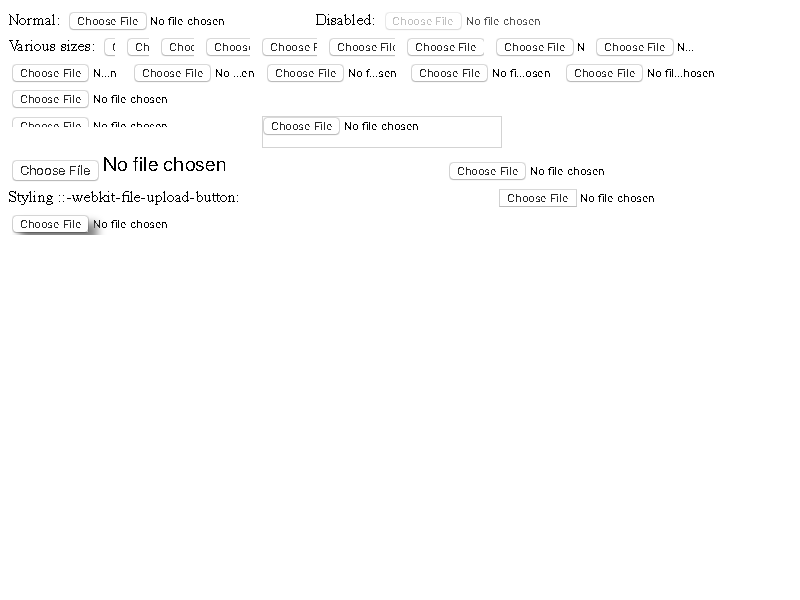 Normal: Choose File No file chosen Disabled: Choose File No file chosen
Various sizes: Ch Choc Choos Choose F Choose Fil Choose File Choose File N Choose File N...
Choose File N...n Choose File No ...en Choose File No f...sen Choose File No fi...osen Choose File No fil...hosen
Choose File No file chosen
Choose File No file chosen Choose File No file chosen
Choose File No file chosen Choose File No file chosen
Styling ::-webkit-file-upload-button: Choose File No file chosen
Choose File No file chosen